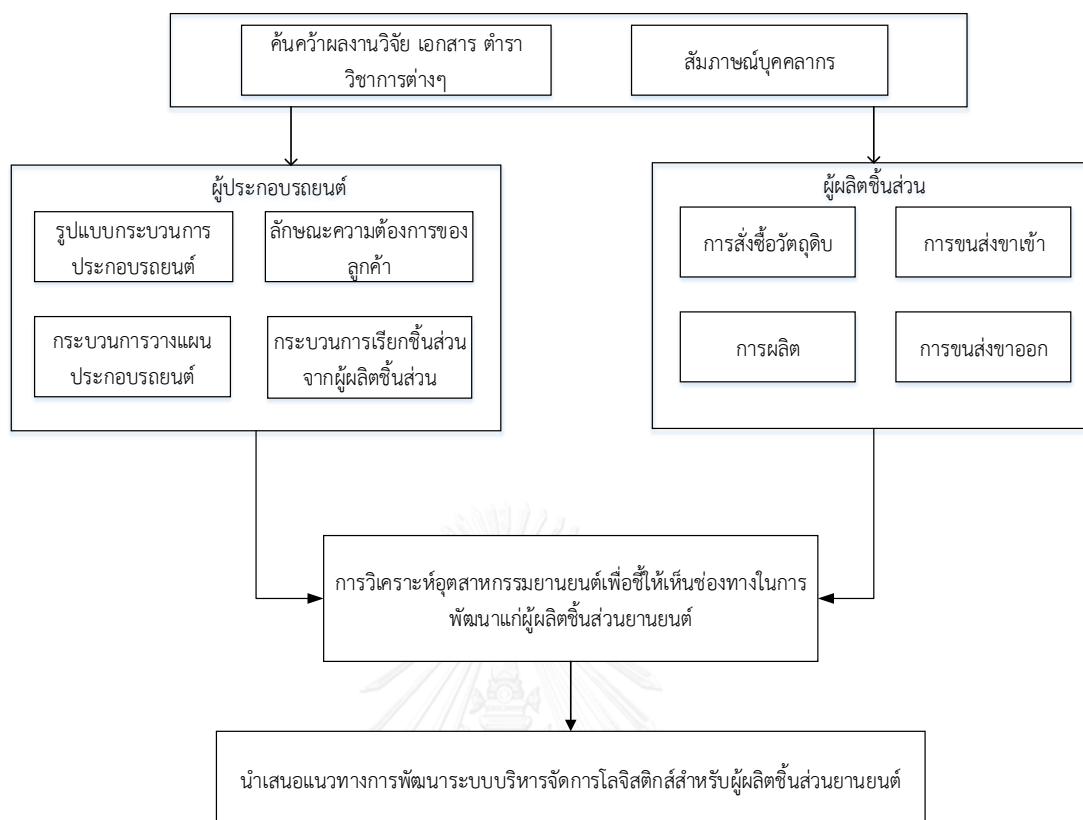 ค้นคว้าผลงานวิจัย เอกสาร ตำรา
วิชาการต่างๆ
สัมภาษณ์บุคคลากร
ผู้ประกอบรถยนต์
รูปแบบกระบวนการ
ประกอบรถยนต์
ลักษณะความต้องการของ
ลูกค้า
กระบวนการวางแผน
ประกอบรถยนต์
กระบวนการเรียกชิ้นส่วน
จากผู้ผลิตชิ้นส่วน
ผู้ผลิตชิ้นส่วน
การสั่งซื้อวัตถุดิบ
การขนส่งขาเข้า
การผลิต
การขนส่งขาออก
การวิเคราะห์อุตสาหกรรมยานยนต์เพื่อชี้ให้เห็นช่องทางในการ
พัฒนาแก่ผู้ผลิตชิ้นส่วนยานยนต์
นำเสนอแนวทางการพัฒนาระบบบริหารจัดการโลจิสติกส์สำหรับผู้ผลิตชิ้นส่วนยานยนต์